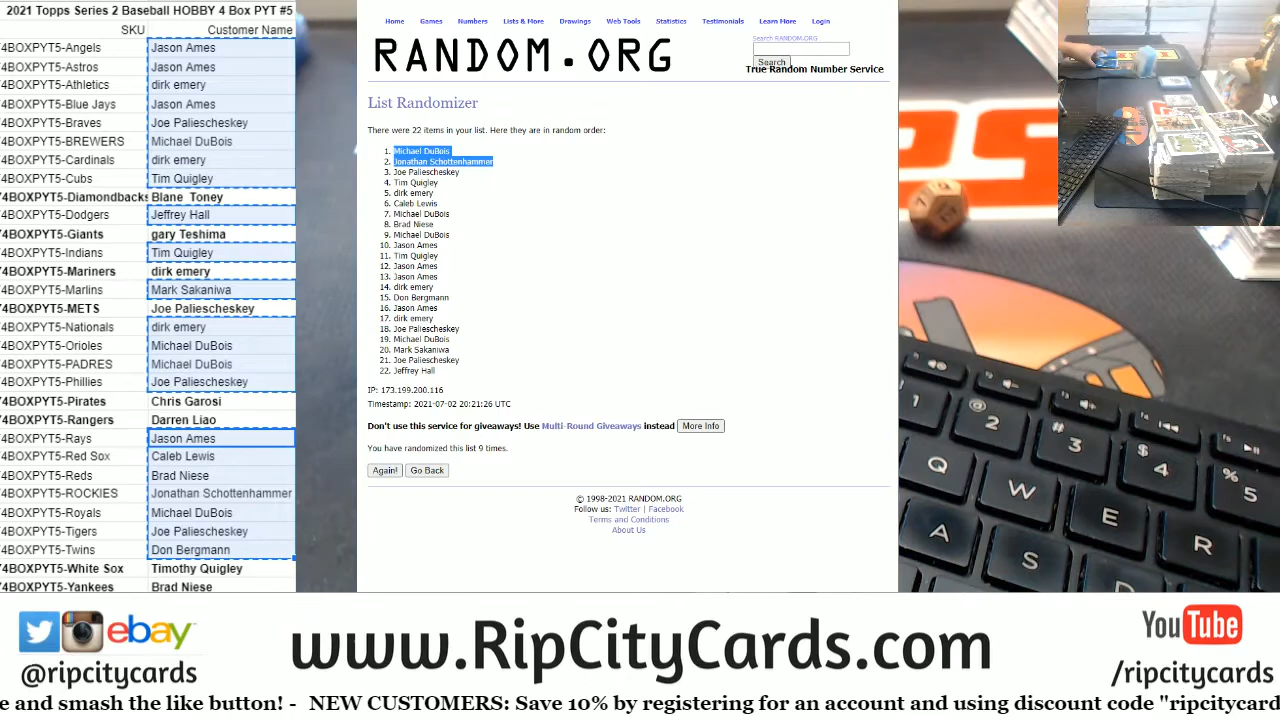 2021 Topps Series 2 Baseball HOBBY 4 Box PYT #5
SKU Customer Name
4BOXPYT5-Angels Jason Ames
4BOXPYT5-Astros Jason Ames
4BOXPYT5-Athletics dirk emery
4BOXPYT5-Blue Jays Jason Ames
4BOXPYT5-Braves Joe Paliescheskey
4BOXPYT5-BREWERS Michael DuBois
4BOXPYT5-Cardinals dirk emery
4BOXPYT5-Cubs Tim Quigley
4BOXPYT5-Diamondbacks Blane Toney
4BOXPYT5-Dodgers Jeffrey Hall
4BOXPYT5-Giants gary Teshima
4BOXPYT5-Indians Tim Quigley
4BOXPYT5-Mariners dirk emery
4BOXPYT5-Marlins Mark Sakaniwa
4BOXPYT5-METS Joe Paliescheskey
4BOXPYT5-Nationals dirk emery
4BOXPYT5-Orioles Michael DuBois
4BOXPYT5-PADRES Michael DuBois
4BOXPYT5-Phillies Joe Paliescheskey
4BOXPYT5-Pirates Chris Garosi
4BOXPYT5-Rangers Darren Liao
4BOXPYT5-Rays Jason Ames
4BOXPYT5-Red Sox Caleb Lewis
4BOXPYT5-Reds Brad Niese
4BOXPYT5-ROCKIES Jonathan Schottenhammer
4BOXPYT5-Royals Michael DuBois
4BOXPYT5-Tigers Joe Paliescheskey
4BOXPYT5-Twins Don Bergmann
4BOXPYT5-White Sox Timothy Quigley
4BOXPYT5-Yankees Brad Niese
Home Games Numbers Lists & More Drawings Web Tools Statistics Testimonials Learn More Login
RANDOM.ORG
Search RANDOM.ORG
Search
True Random Number Service
List Randomizer
There were 22 items in your list. Here they are in random order:
1. Michael DuBois
2. Jonathan Schottenhammer
3. Joe Paliescheskey
4. Tim Quigley
5. dirk emery
6. Caleb Lewis
7. Michael DuBois
8. Brad Niese
9. Michael DuBois
10. Jason Ames
11. Tim Quigley
12. Jason Ames
13. Jason Ames
14. dirk emery
15. Don Bergmann
16. Jason Ames
17. dirk emery
18. Joe Paliescheskey
19. Michael DuBois
20. Mark Sakaniwa
21. Joe Paliescheskey
22. Jeffrey Hall
IP: 173.199.200.116
Timestamp: 2021-07-02 20:21:26 UTC
Don't use this service for giveaways! Use Multi-Round Giveaways instead More Info
You have randomized this list 9 times.
Again! Go Back
© 1998-2021 RANDOM.ORG
Follow us: Twitter | Facebook
Terms and Conditions
About Us
1 @ 2 # 3 $ 4 % 5
Q W E R
A S D
ebay
@ripcitycards
www.RipCityCards.com
YouTube
/ripcitycards
e and smash the like button! - NEW CUSTOMERS: Save 10% by registering for an account and using discount code "ripcitycard